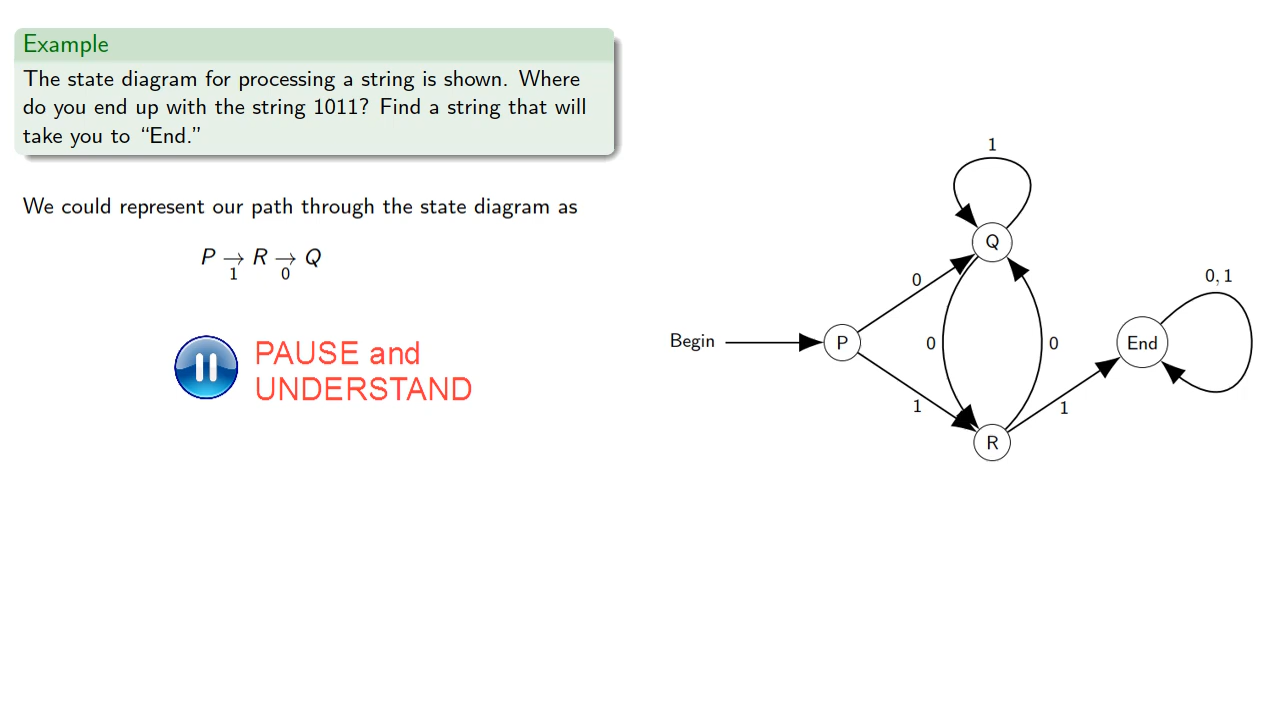 Example
The state diagram for processing a string is shown. Where
do you end up with the string 1011? Find a string that will
take you to “End.”
We could represent our path through the state diagram as
P →1 R →0 Q
PAUSE and
UNDERSTAND
1
Q
0
0, 1
Begin
P
0
0
End
1
1
R